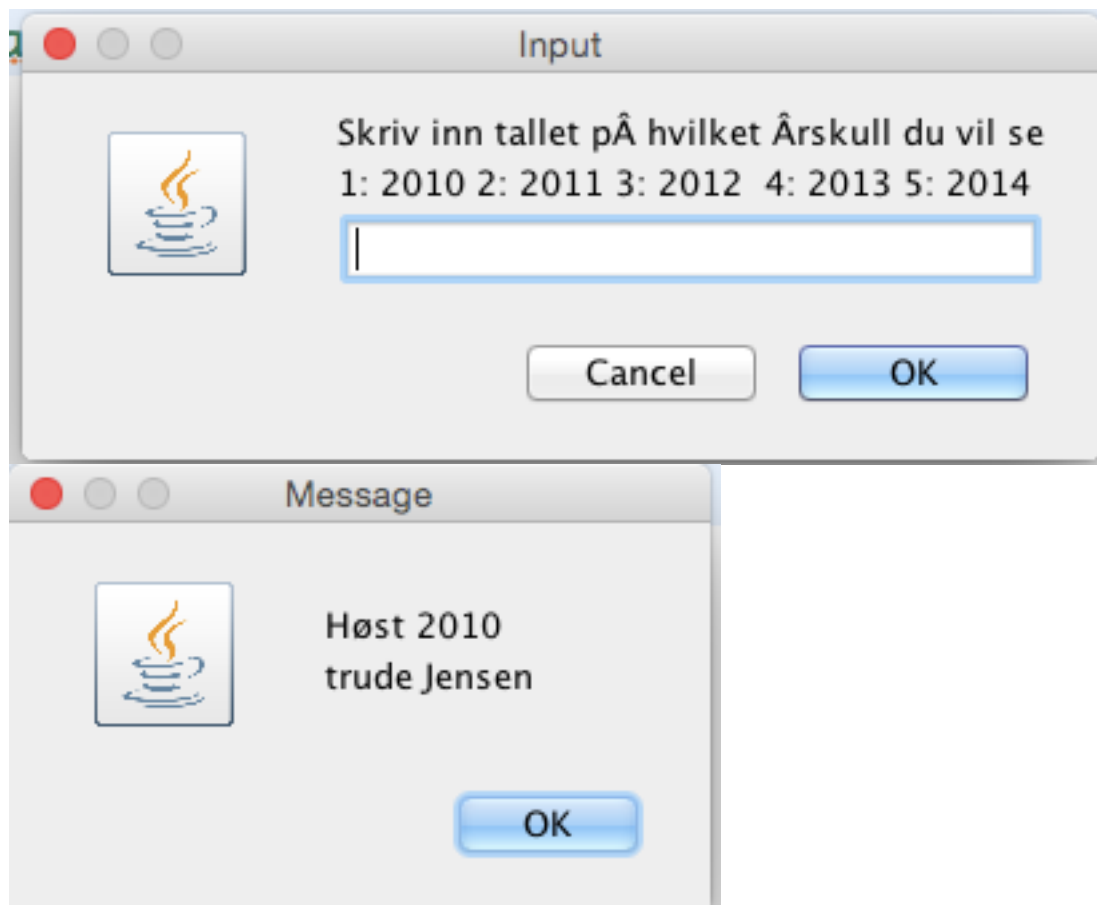 Input
Skriv inn tallet pÂ hvilket Ârskull du vil se
1: 2010 2: 2011 3: 2012 4: 2013 5: 2014
Cancel OK
Message
Høst 2010
trude Jensen
OK